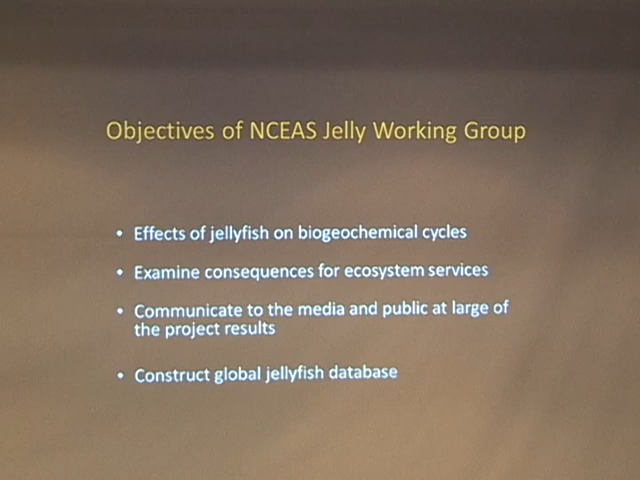 Objectives of NCEAS Jelly Working Group
• Effects of jellyfish on biogeochemical cycles
• Examine consequences for ecosystem services
• Communicate to the media and public at large of
the project results
• Construct global jellyfish database